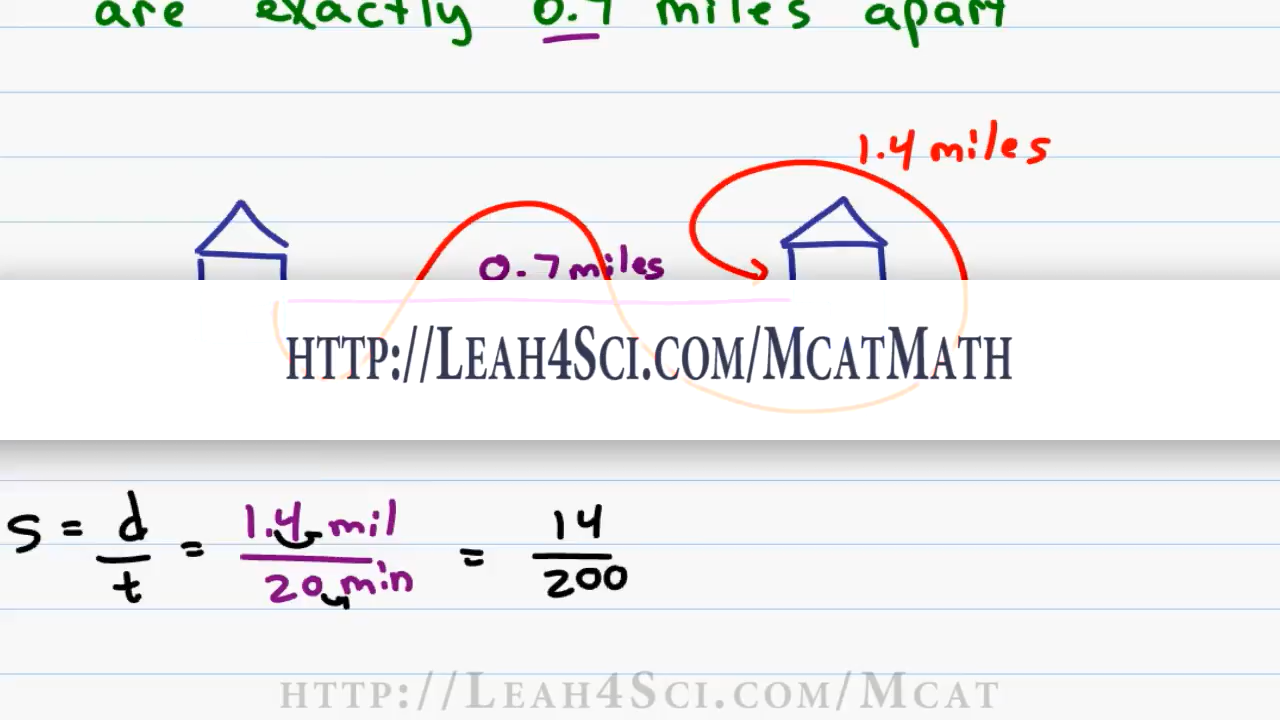 are exactly 0.7 miles apart
1.4 miles
0.7 miles
HTTP://LEAH4SCI.COM/MCATMATH
S = d/t = 1.4 mil/20 min = 14/200
HTTP://LEAH4SCI.COM/MCAT